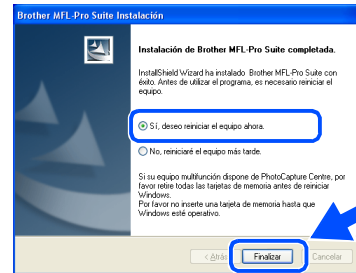 Brother MFL-Pro Suite Instalación
Instalación de Brother MFL-Pro Suite completada.
InstallShield Wizard ha instalado Brother MFL-Pro Suite con
éxito. Antes de utilizar el programa, es necesario reiniciar el
equipo.
Sí, deseo reiniciar el equipo ahora.
No, reiniciaré el equipo más tarde.
Si su equipo multifunción dispone de PhotoCapture Centre, por
favor retire todas las tarjetas de memoria antes de reiniciar
Windows.
Por favor no inserte una tarjeta de memoria hasta que
Windows esté operativo.
< Atrás Finalizar Cancelar